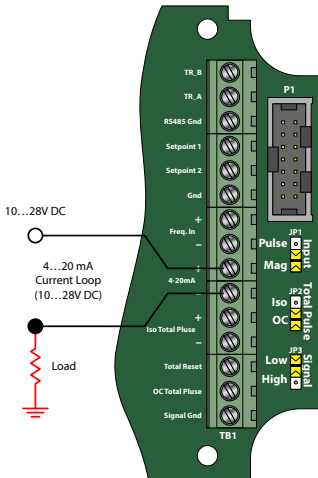 TR_B
TR_A
RS485 Gnd
Setpoint 1
Setpoint 2
Gnd
+
Freq. In
–
+
4-20mA
–
+
Iso Total Pluse
–
Total Reset
OC Total Pluse
Signal Gnd
TB1
P1
JP1
Pulse
Mag
Input
JP2
Iso
OC
Total Pulse
JP3
Low
High
Signal
10…28V DC
4…20 mA
Current Loop
(10…28V DC)
Load